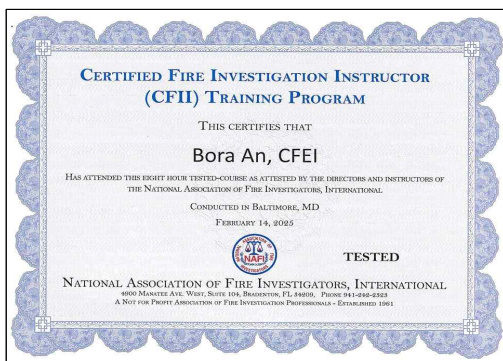 CERTIFIED FIRE INVESTIGATION INSTRUCTOR
(CFII) TRAINING PROGRAM
THIS CERTIFIES THAT
Bora An, CFEI
HAS ATTENDED THIS EIGHT HOUR TESTED-COURSE AS ATTESTED BY THE DIRECTORS AND INSTRUCTORS OF
THE NATIONAL ASSOCIATION OF FIRE INVESTIGATORS, INTERNATIONAL
CONDUCTED IN BALTIMORE, MD
FEBRUARY 14, 2025
NAFI
TESTED
NATIONAL ASSOCIATION OF FIRE INVESTIGATORS, INTERNATIONAL
4900 MANATEE AVE. WEST, SUITE 104, BRADENTON, FL 34209, PHONE 941-242-2323
A NOT FOR PROFIT ASSOCIATION OF FIRE INVESTIGATION PROFESSIONALS - ESTABLISHED 1961